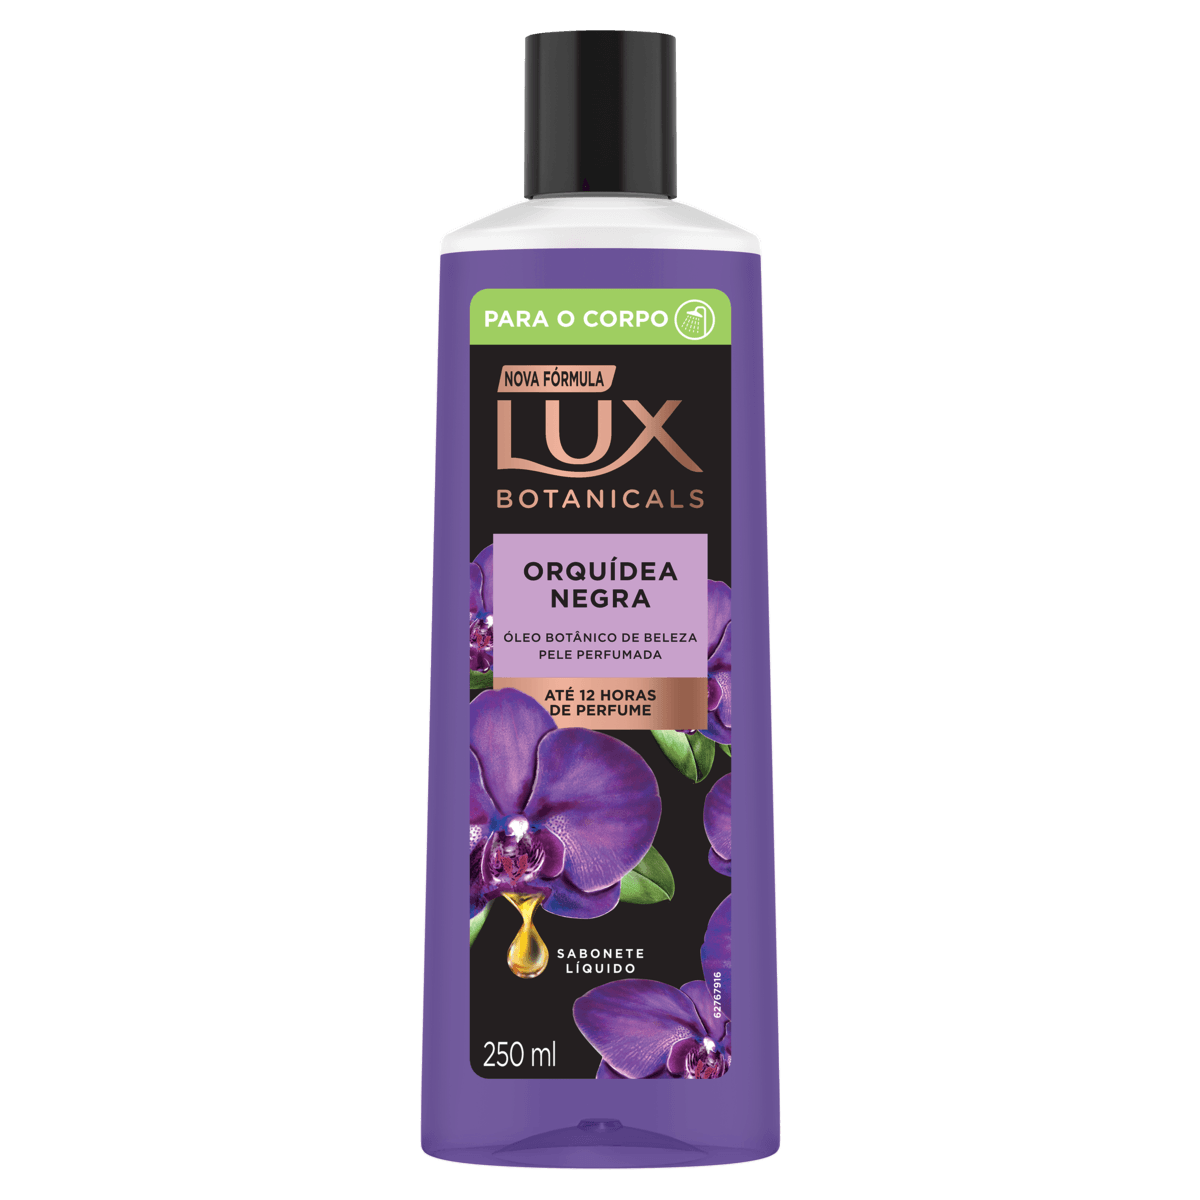 PARA O CORPO
NOVA FÓRMULA
LUX
BOTANICALS
ORQUÍDEA
NEGRA
ÓLEO BOTÂNICO DE BELEZA
PELE PERFUMADA
ATÉ 12 HORAS
DE PERFUME
SABONETE
LÍQUIDO
62767916
250 ml